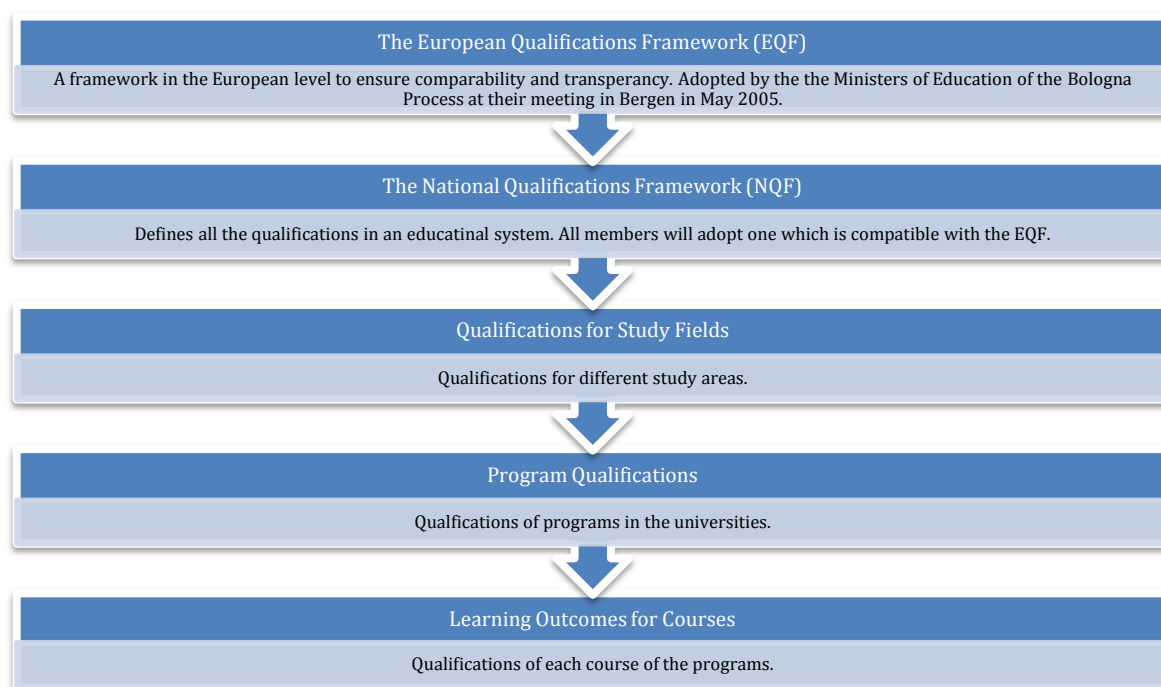 The European Qualifications Framework (EQF)
A framework in the European level to ensure comparability and transperancy. Adopted by the the Ministers of Education of the Bologna
Process at their meeting in Bergen in May 2005.
The National Qualifications Framework (NQF)
Defines all the qualifications in an educatinal system. All members will adopt one which is compatible with the EQF.
Qualifications for Study Fields
Qualifications for different study areas.
Program Qualifications
Qualfications of programs in the universities.
Learning Outcomes for Courses
Qualifications of each course of the programs.